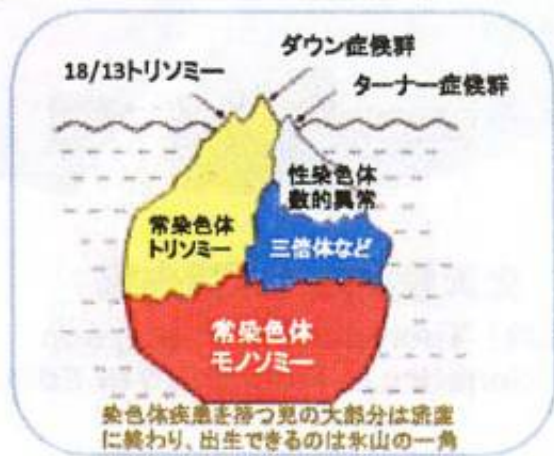 ダウン症候群
18/13トリソミー
ターナー症候群
性染色体
数的異常
常染色体
トリソミー
三倍体など
常染色体
モノソミー
染色体疾患を持つ児の大部分は流産
に終わり、出生できるのは氷山の一角